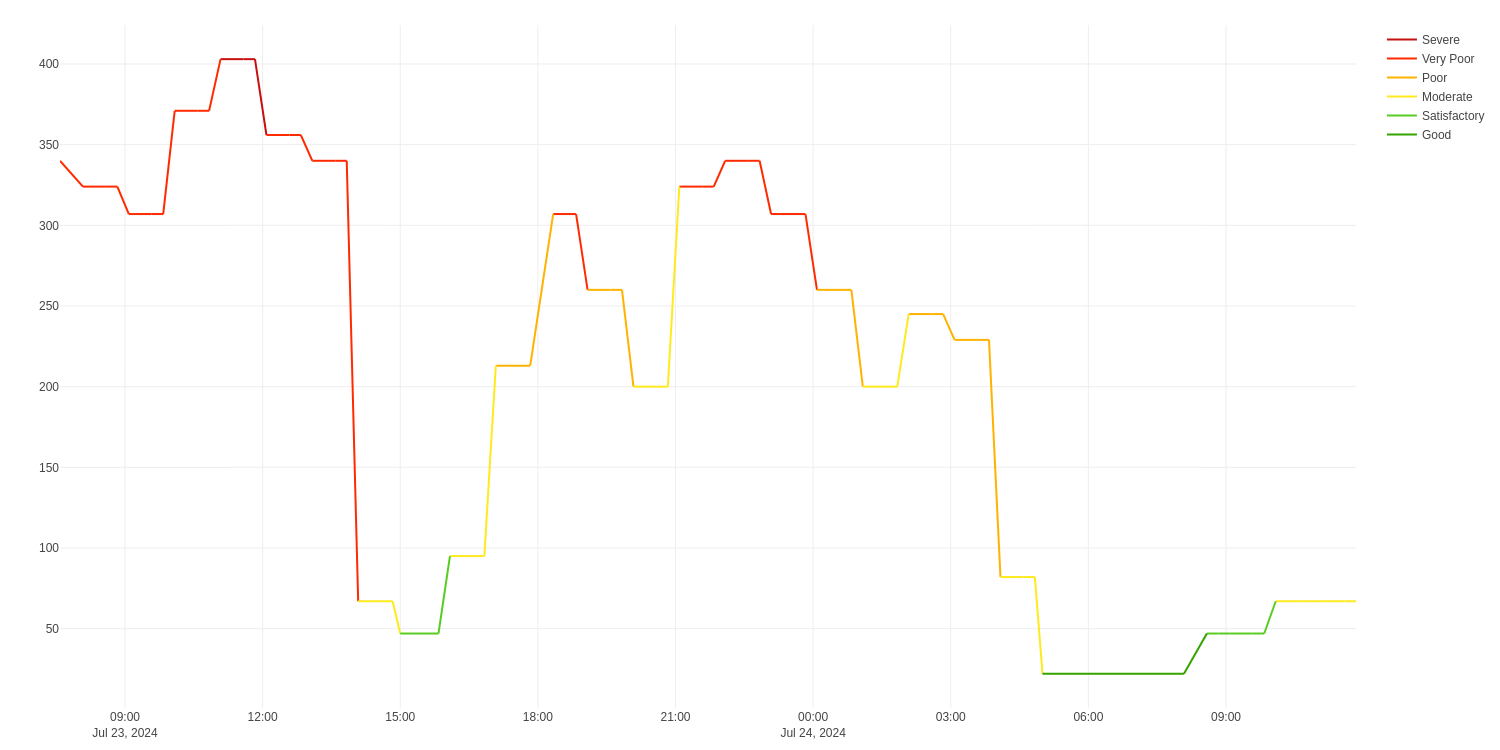 400
350
300
250
200
150
100
50
09:00
Jul 23, 2024
12:00
15:00
18:00
21:00
00:00
Jul 24, 2024
03:00
06:00
09:00
Severe
Very Poor
Poor
Moderate
Satisfactory
Good